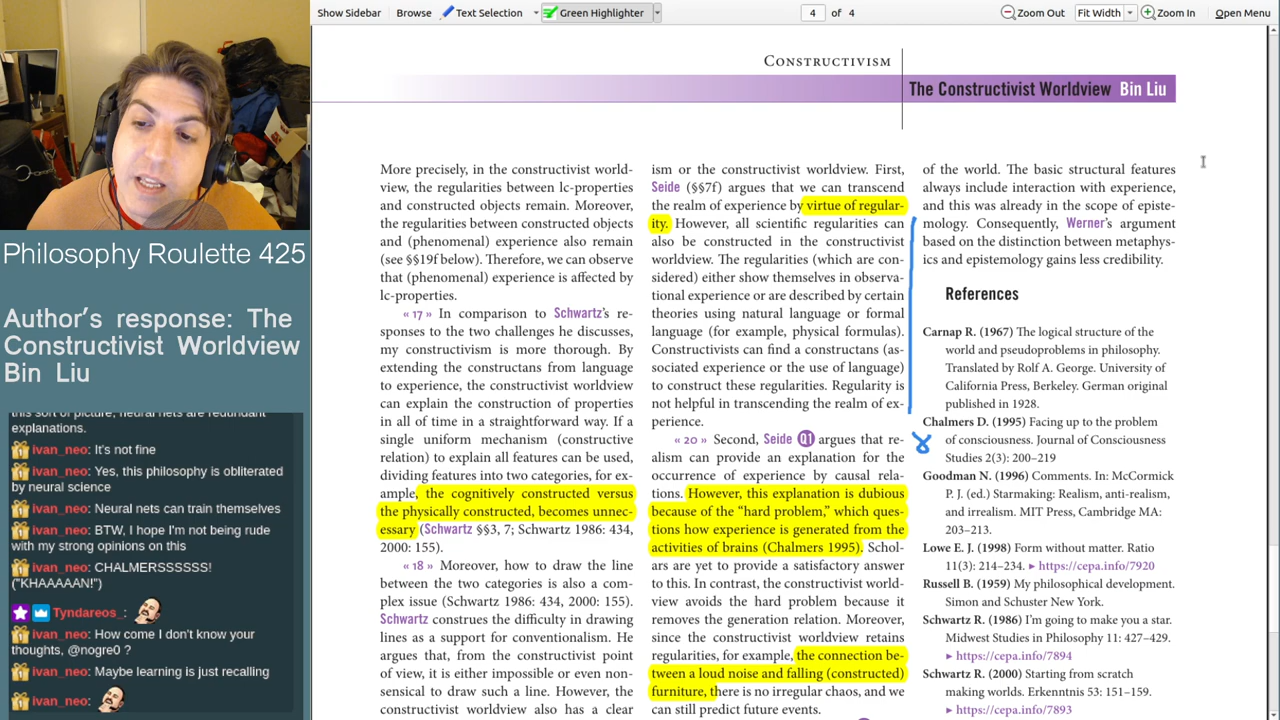 Show Sidebar Browse Text Selection Green Highlighter 4 of 4 Zoom Out Fit Width Zoom In Open Menu
CONSTRUCTIVISM
The Constructivist Worldview Bin Liu
More precisely, in the constructivist world-
view, the regularities between lc-properties
and constructed objects remain. Moreover,
the regularities between constructed objects
and (phenomenal) experience also remain
(see §§19f below). Therefore, we can observe
that (phenomenal) experience is affected by
lc-properties.
« 17 » In comparison to Schwartz's re-
sponses to the two challenges he discusses,
my constructivism is more thorough. By
extending the constructans from language
to experience, the constructivist worldview
can explain the construction of properties
in all of time in a straightforward way. If a
single uniform mechanism (constructive
relation) to explain all features can be used,
dividing features into two categories, for ex-
ample, the cognitively constructed versus
the physically constructed, becomes unnec-
essary (Schwartz §§3, 7; Schwartz 1986: 434,
2000: 155).
« 18 » Moreover, how to draw the line
between the two categories is also a com-
plex issue (Schwartz 1986: 434, 2000: 155).
Schwartz construes the difficulty in drawing
lines as a support for conventionalism. He
argues that, from the constructivist point
of view, it is either impossible or even non-
sensical to draw such a line. However, the
constructivist worldview also has a clear
ism or the constructivist worldview. First,
Seide (§§7f) argues that we can transcend
the realm of experience by virtue of regular-
ity. However, all scientific regularities can
also be constructed in the constructivist
worldview. The regularities (which are con-
sidered) either show themselves in observa-
tional experience or are described by certain
theories using natural language or formal
language (for example, physical formulas).
Constructivists can find a constructans (as-
sociated experience or the use of language)
to construct these regularities. Regularity is
not helpful in transcending the realm of ex-
perience.
« 20 » Second, Seide Q1 argues that re-
alism can provide an explanation for the
occurrence of experience by causal rela-
tions. However, this explanation is dubious
because of the “hard problem,” which ques-
tions how experience is generated from the
activities of brains (Chalmers 1995). Schol-
ars are yet to provide a satisfactory answer
to this. In contrast, the constructivist world-
view avoids the hard problem because it
removes the generation relation. Moreover,
since the constructivist worldview retains
regularities, for example, the connection be-
tween a loud noise and falling (constructed)
furniture, there is no irregular chaos, and we
can still predict future events.
of the world. The basic structural features
always include interaction with experience,
and this was already in the scope of episte-
mology. Consequently, Werner's argument
based on the distinction between metaphys-
ics and epistemology gains less credibility.
References
Carnap R. (1967) The logical structure of the
world and pseudoproblems in philosophy.
Translated by Rolf A. George. University of
California Press, Berkeley. German original
published in 1928.
Chalmers D. (1995) Facing up to the problem
of consciousness. Journal of Consciousness
Studies 2(3): 200–219
Goodman N. (1996) Comments. In: McCormick
P. J. (ed.) Starmaking: Realism, anti-realism,
and irrealism. MIT Press, Cambridge MA:
203–213.
Lowe E. J. (1998) Form without matter. Ratio
11(3): 214–234. ▸ https://cepa.info/7920
Russell B. (1959) My philosophical development.
Simon and Schuster New York.
Schwartz R. (1986) I'm going to make you a star.
Midwest Studies in Philosophy 11: 427–429.
▸ https://cepa.info/7894
Schwartz R. (2000) Starting from scratch
making worlds. Erkenntnis 53: 151–159.
▸ https://cepa.info/7893
Philosophy Roulette 425
Author's response: The
Constructivist Worldview
Bin Liu
this sort of picture, neural nets are redundant
explanations.
ivan_neo: It's not fine
ivan_neo: Yes, this philosophy is obliterated
by neural science
ivan_neo: Neural nets can train themselves
ivan_neo: BTW, I hope I'm not being rude
with my strong opinions on this
ivan_neo: CHALMERSSSSSS!
("KHAAAAAN!")
Tyndareos_:
ivan_neo: How come I don't know your
thoughts, @nogre0 ?
ivan_neo: Maybe learning is just recalling
ivan_neo: